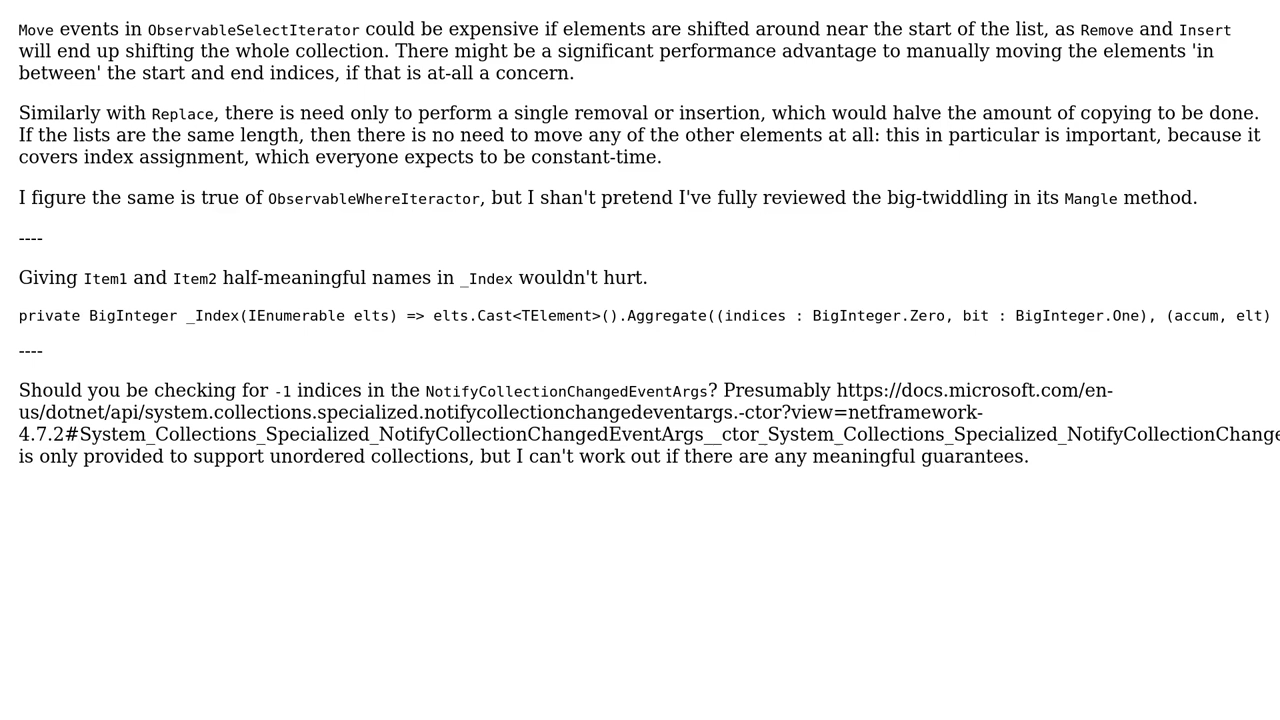 Move events in ObservableSelectIterator could be expensive if elements are shifted around near the start of the list, as Remove and Insert
will end up shifting the whole collection. There might be a significant performance advantage to manually moving the elements 'in
between' the start and end indices, if that is at-all a concern.
Similarly with Replace, there is need only to perform a single removal or insertion, which would halve the amount of copying to be done.
If the lists are the same length, then there is no need to move any of the other elements at all: this in particular is important, because it
covers index assignment, which everyone expects to be constant-time.
I figure the same is true of ObservableWhereIteractor, but I shan't pretend I've fully reviewed the big-twiddling in its Mangle method.
----
Giving Item1 and Item2 half-meaningful names in _Index wouldn't hurt.
private BigInteger _Index(IEnumerable elts) => elts.Cast<TElement>().Aggregate((indices : BigInteger.Zero, bit : BigInteger.One), (accum, elt)
----
Should you be checking for -1 indices in the NotifyCollectionChangedEventArgs? Presumably https://docs.microsoft.com/en-
us/dotnet/api/system.collections.specialized.notifycollectionchangedeventargs.-ctor?view=netframework-
4.7.2#System_Collections_Specialized_NotifyCollectionChangedEventArgs__ctor_System_Collections_Specialized_NotifyCollectionChange
is only provided to support unordered collections, but I can't work out if there are any meaningful guarantees.